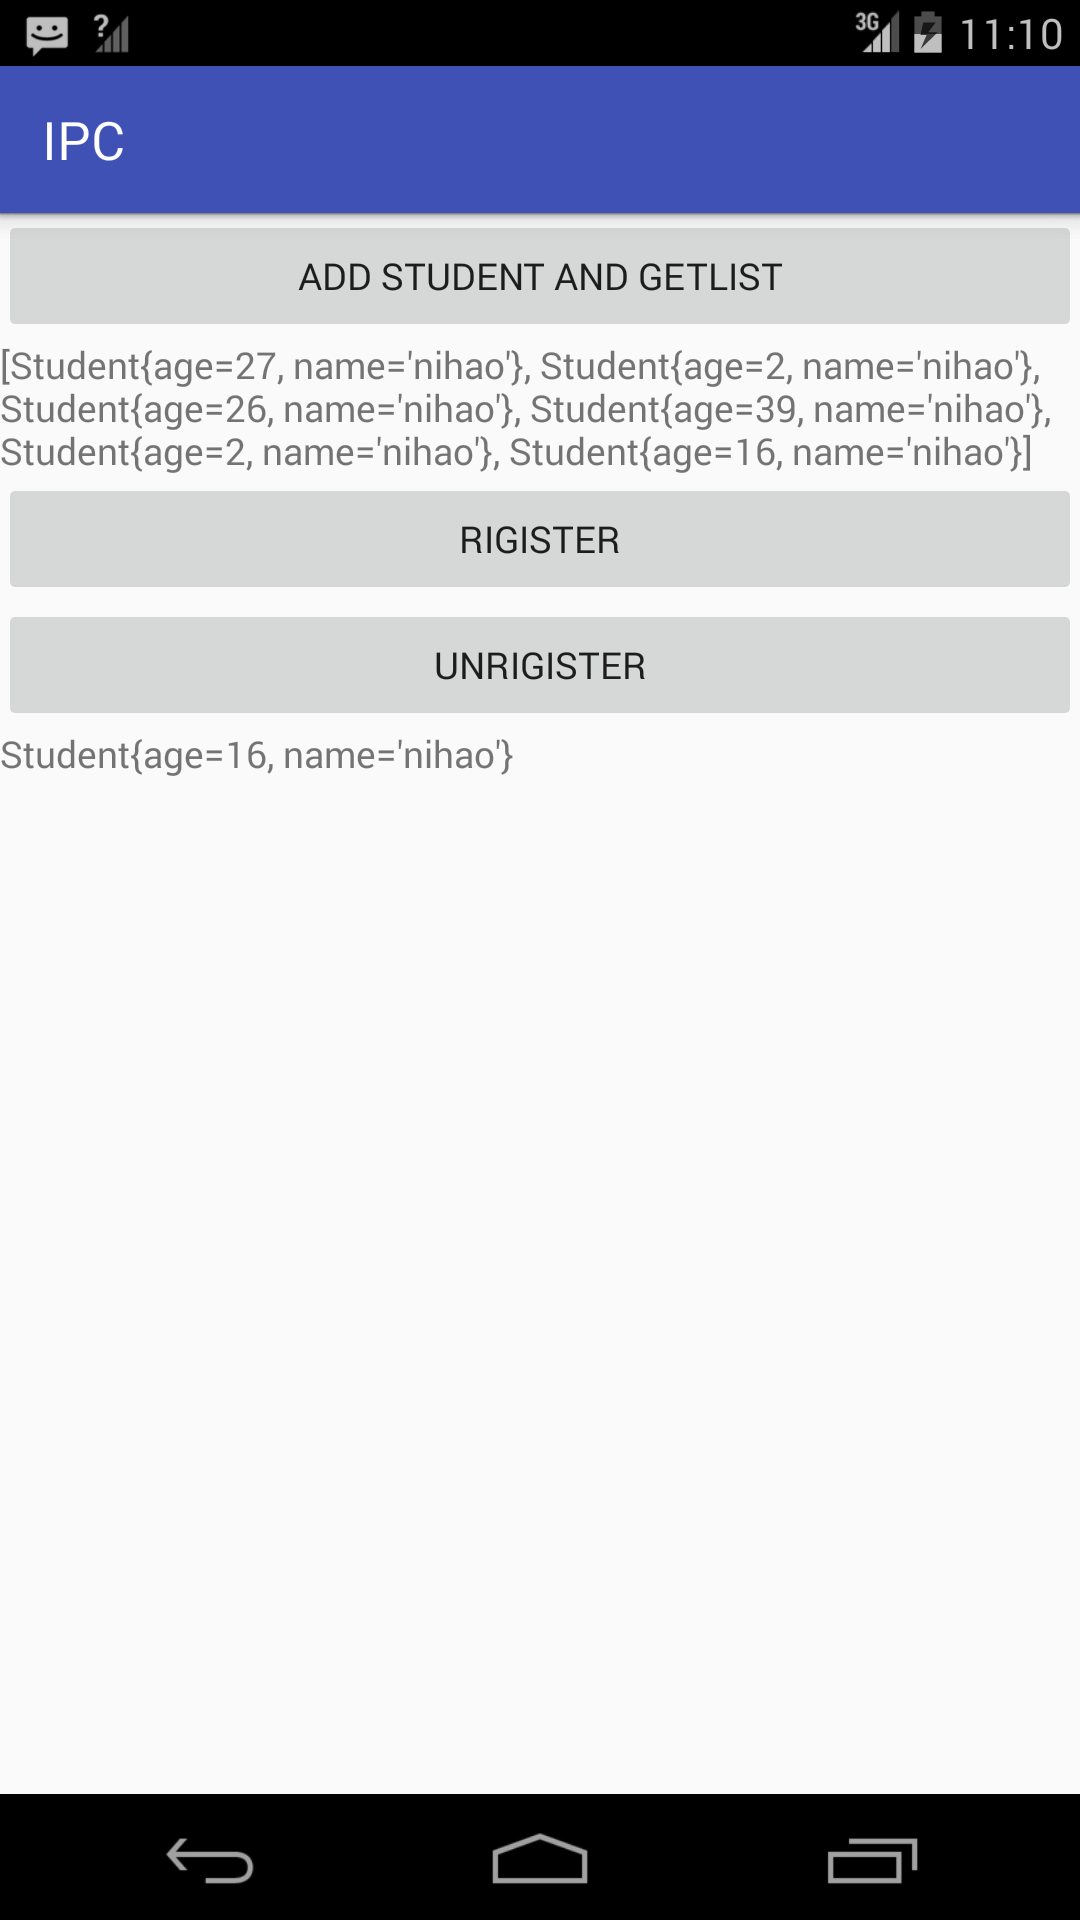 3G 11:10
IPC
ADD STUDENT AND GETLIST
[Student{age=27, name='nihao'}, Student{age=2, name='nihao'},
Student{age=26, name='nihao'}, Student{age=39, name='nihao'},
Student{age=2, name='nihao'}, Student{age=16, name='nihao'}]
RIGISTER
UNRIGISTER
Student{age=16, name='nihao'}